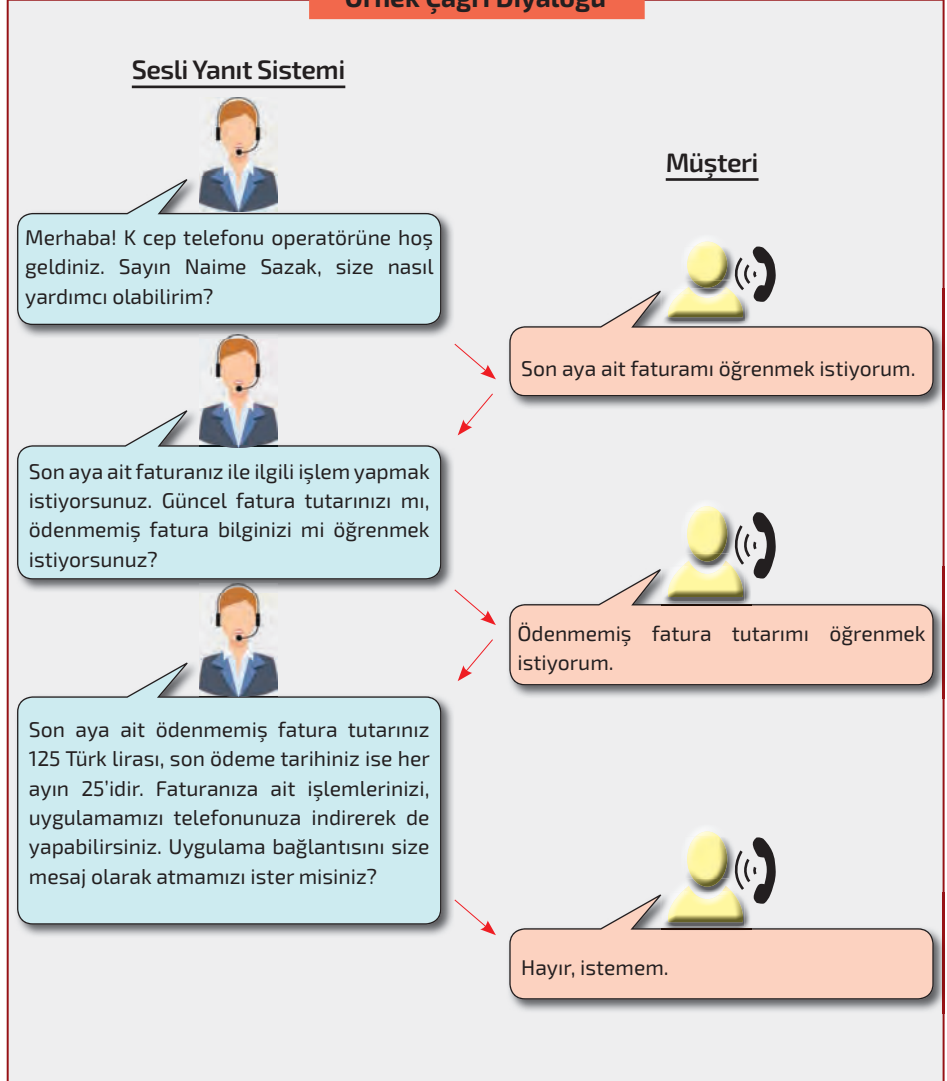 Örnek Çağrı Diyaloğu
Sesli Yanıt Sistemi
Müşteri
Merhaba! K cep telefonu operatörüne hoş
geldiniz. Sayın Naime Sazak, size nasıl
yardımcı olabilirim?
Son aya ait faturamı öğrenmek istiyorum.
Son aya ait faturanız ile ilgili işlem yapmak
istiyorsunuz. Güncel fatura tutarınızı mı,
ödenmemiş fatura bilginizi mi öğrenmek
istiyorsunuz?
Ödenmemiş fatura tutarımı öğrenmek
istiyorum.
Son aya ait ödenmemiş fatura tutarınız
125 Türk lirası, son ödeme tarihiniz ise her
ayın 25’idir. Faturanıza ait işlemlerinizi,
uygulamamızı telefonunuza indirerek de
yapabilirsiniz. Uygulama bağlantısını size
mesaj olarak atmamızı ister misiniz?
Hayır, istemem.